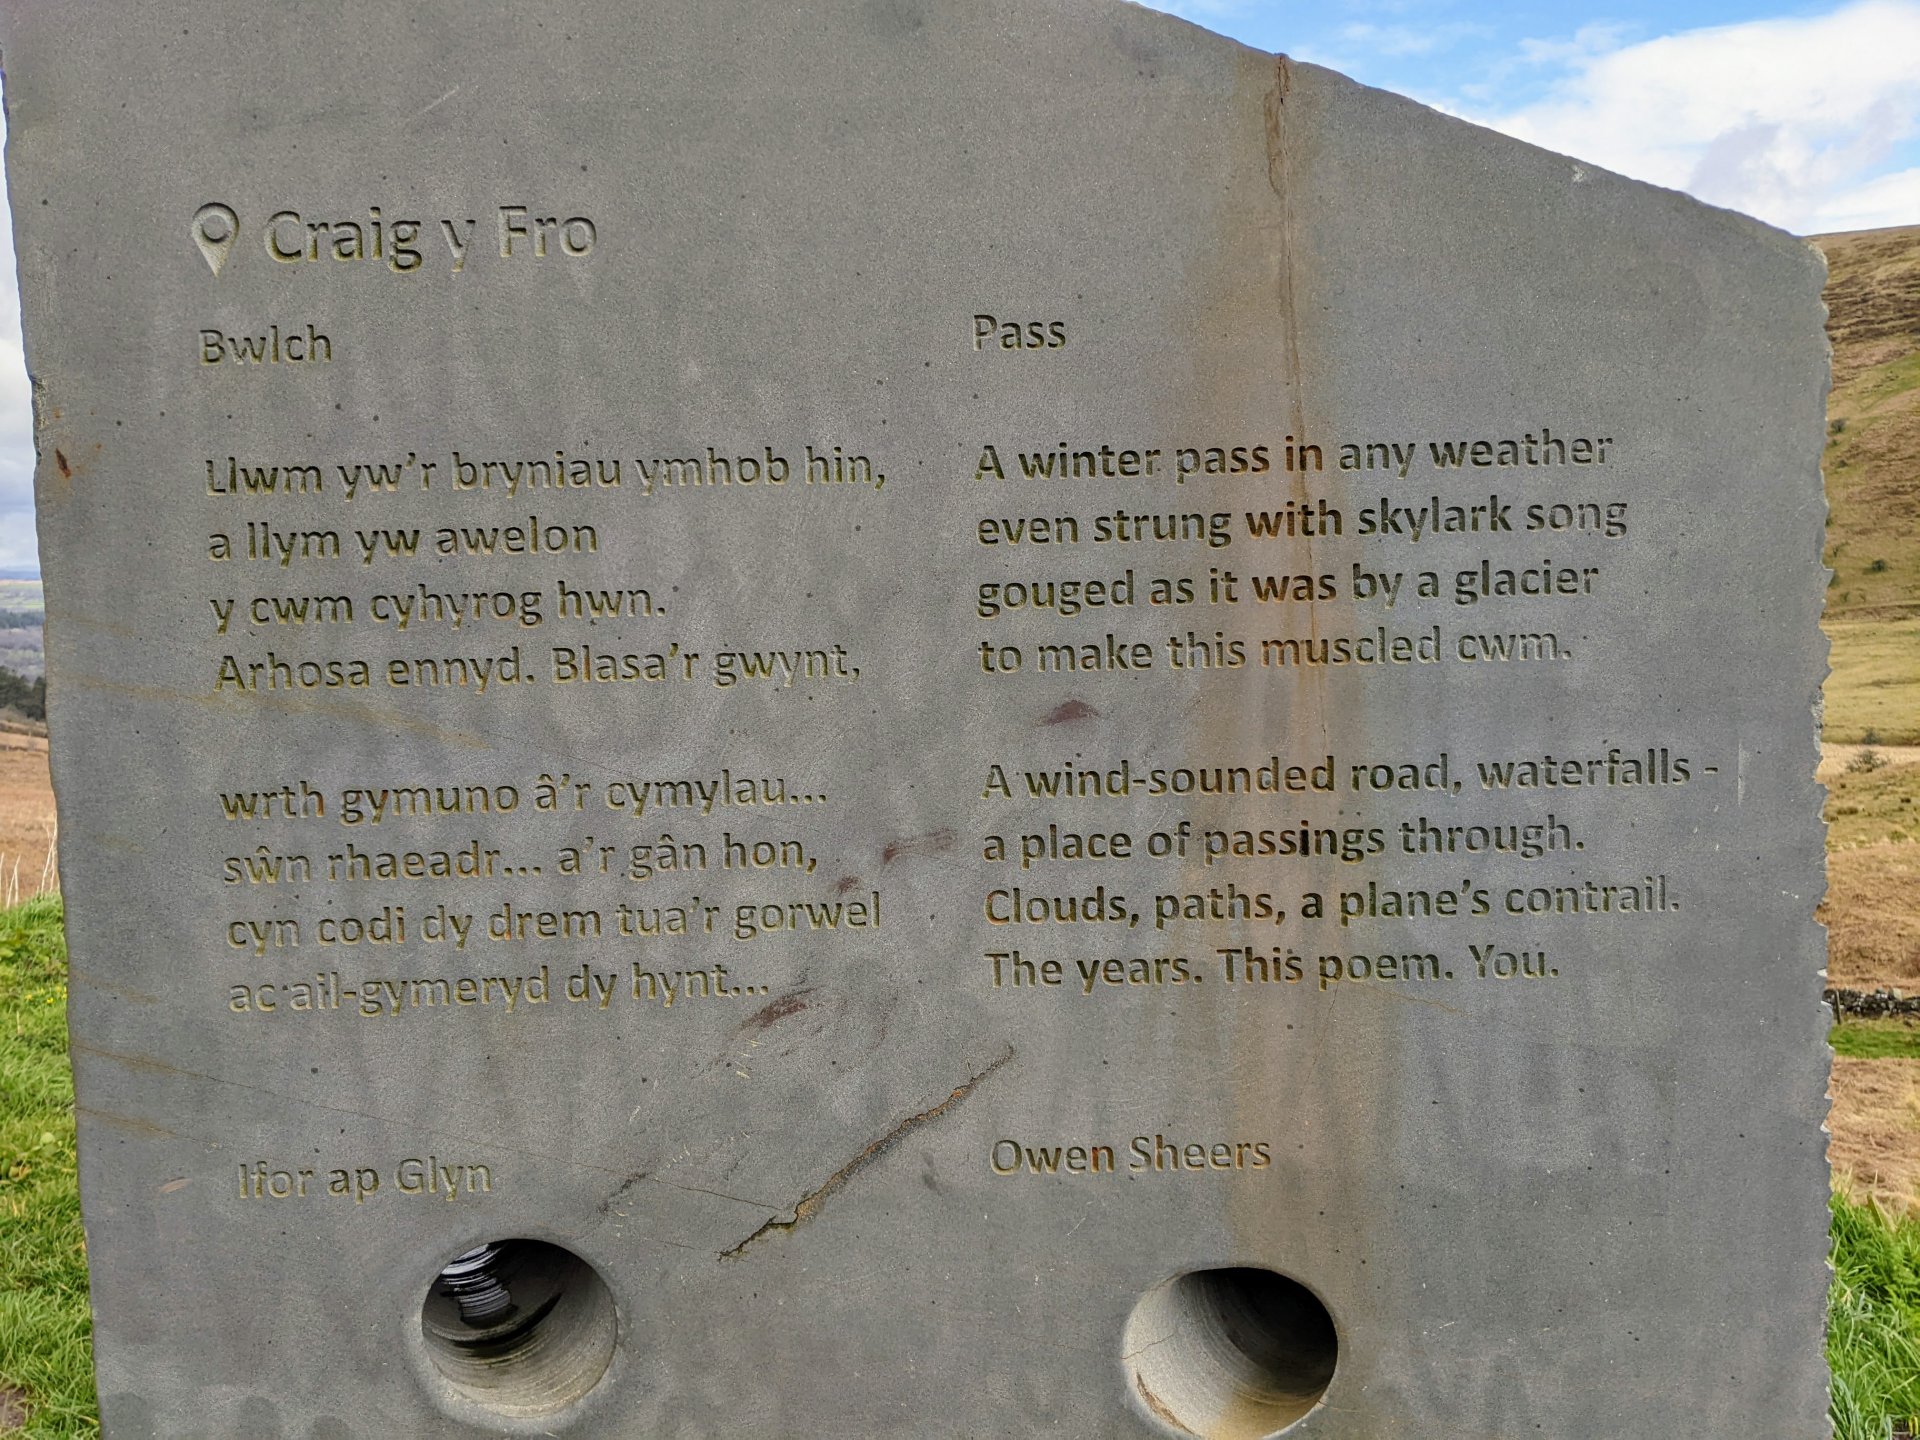 Craig y Fro
Bwlch
Llwm yw'r bryniau ymhob hin,
a llym yw awelon
y cwm cyhyrog hwn.
Arhosa ennyd. Blasa'r gwynt,
wrth gymuno â'r cymylau...
sŵn rhaeadr... a'r gân hon,
cyn codi dy drem tua'r gorwel
ac ail-gymeryd dy hynt...
Ifor ap Glyn
Pass
A winter pass in any weather
even strung with skylark song
gouged as it was by a glacier
to make this muscled cwm.
A wind-sounded road, waterfalls -
a place of passings through.
Clouds, paths, a plane's contrail.
The years. This poem. You.
Owen Sheers